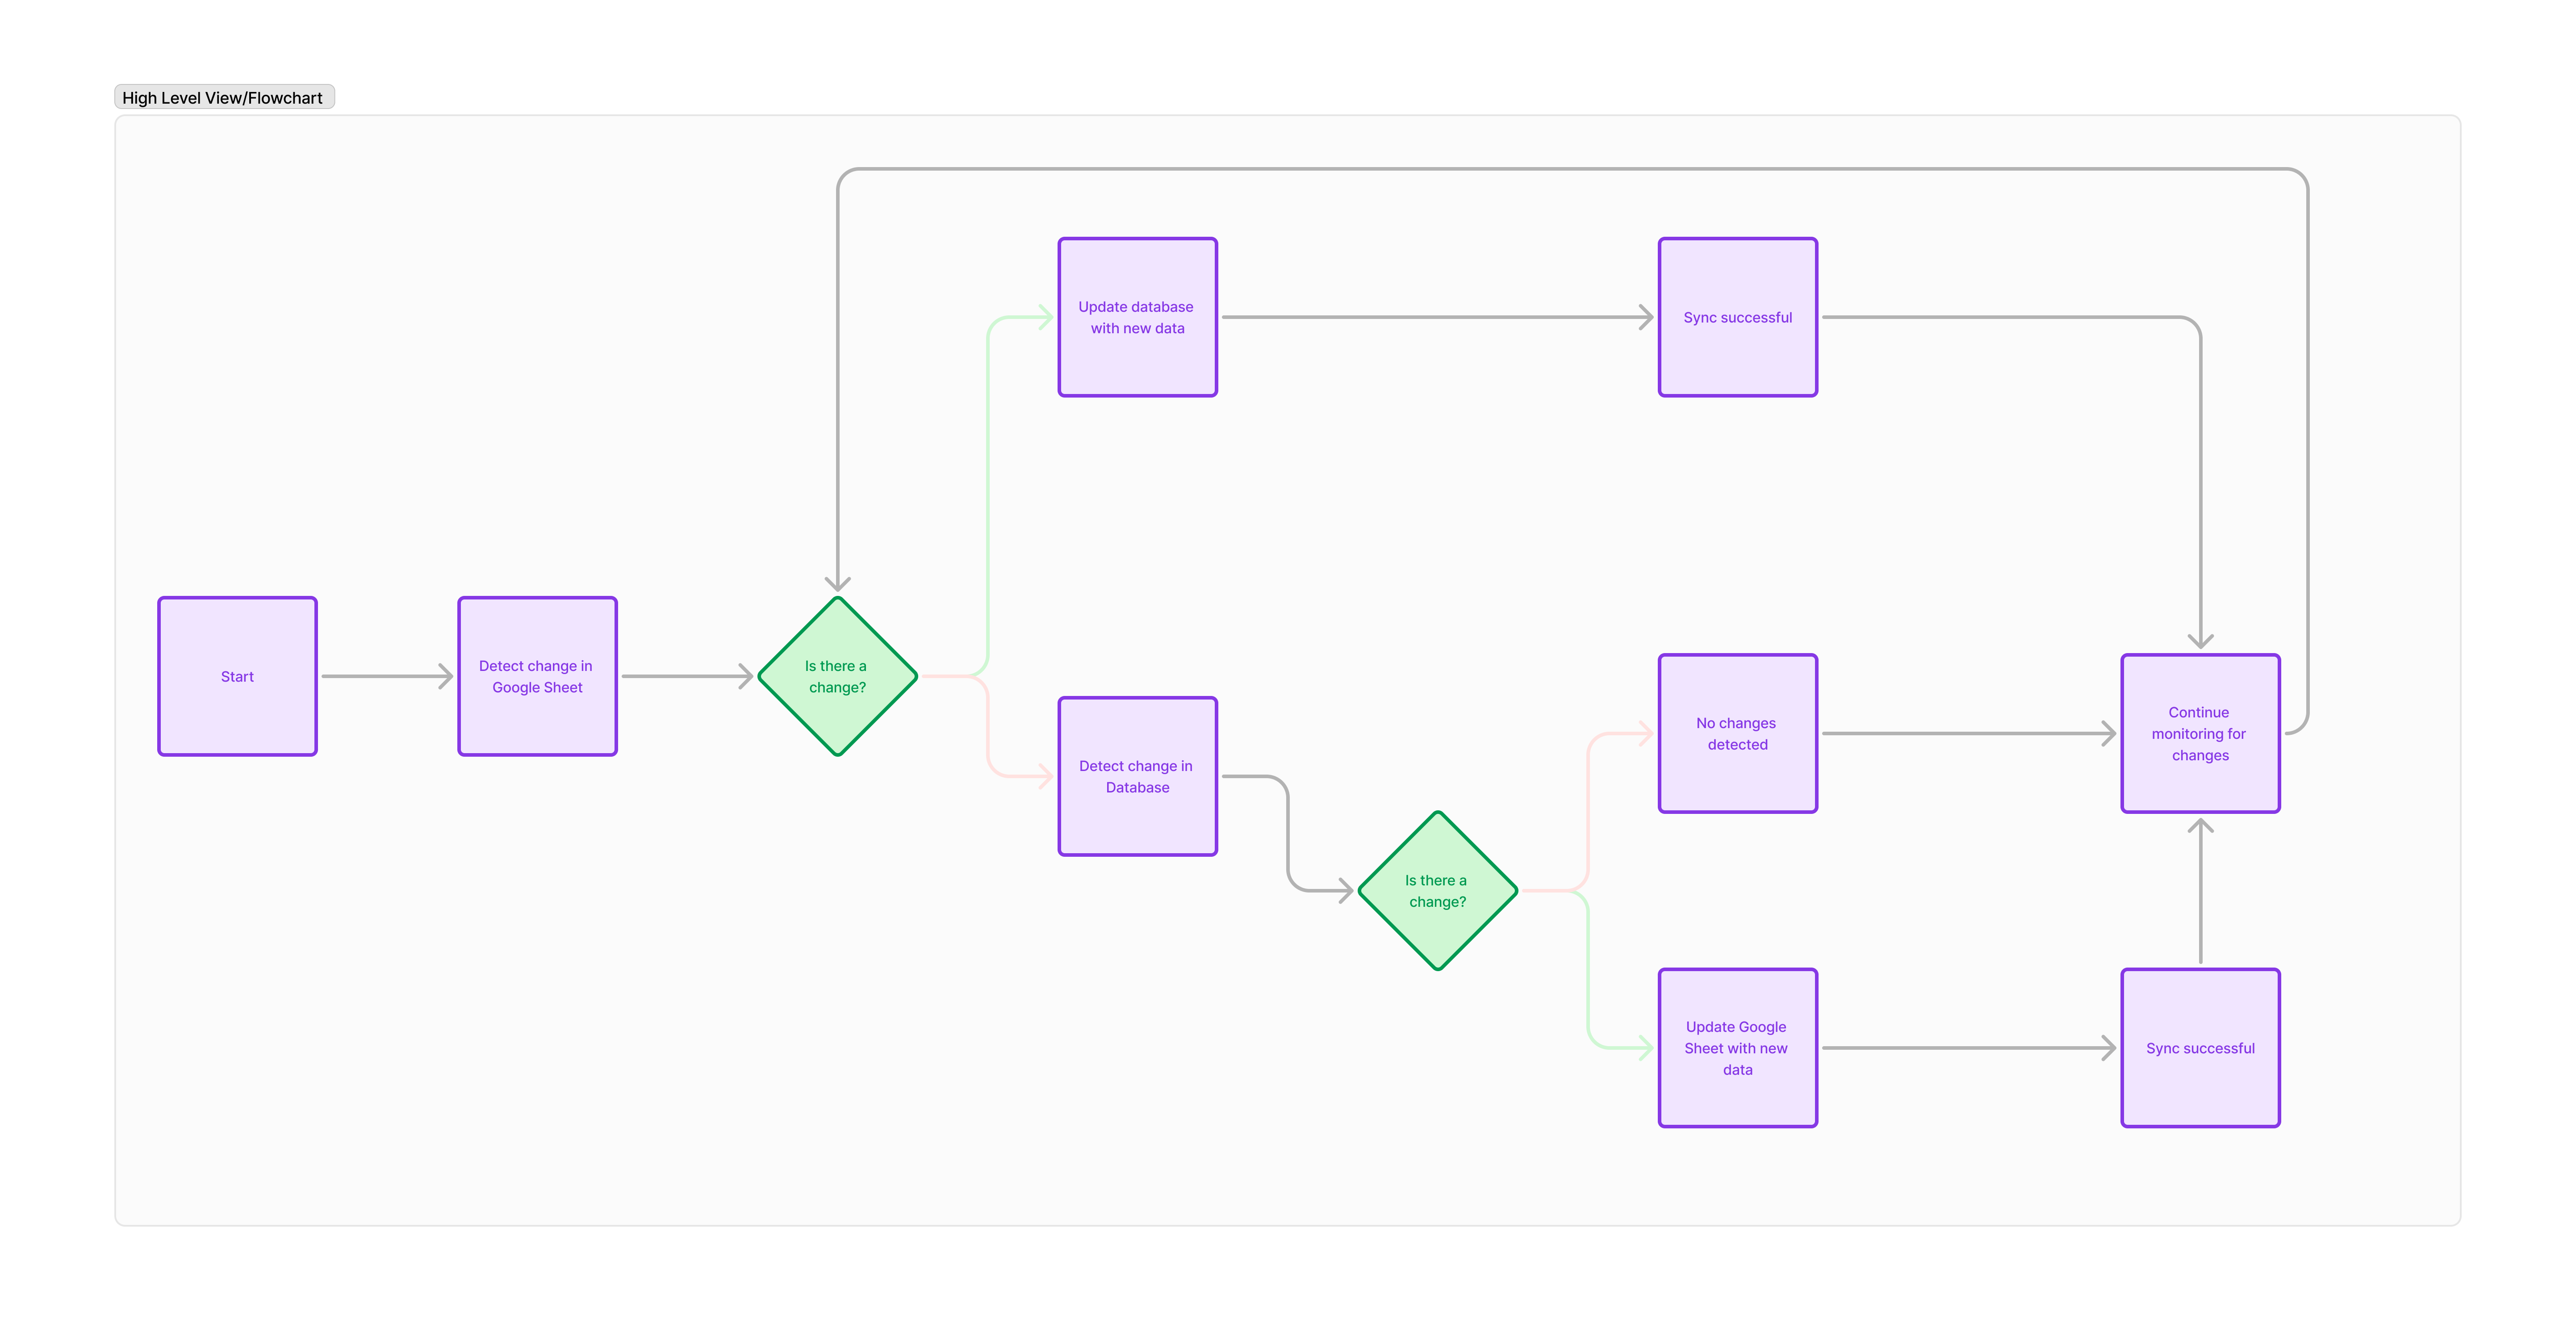 High Level View/Flowchart
Update database
with new data
Sync successful
Start
Detect change in
Google Sheet
Is there a
change?
Detect change in
Database
No changes
detected
Continue
monitoring for
changes
Is there a
change?
Update Google
Sheet with new
data
Sync successful